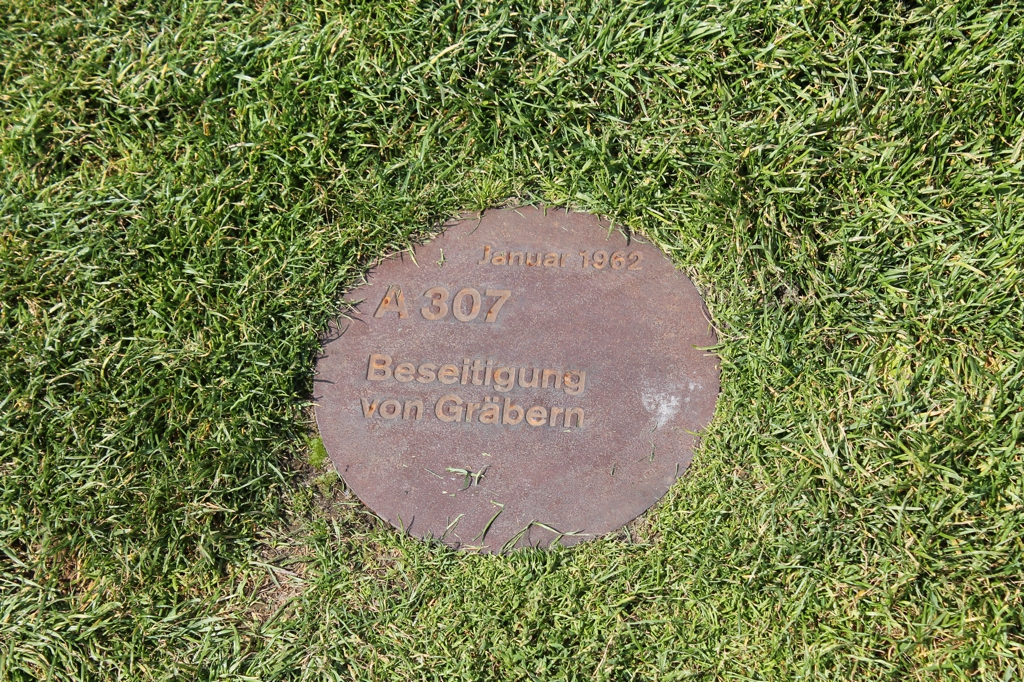 Januar 1962
A 307
Beseitigung
von Gräbern